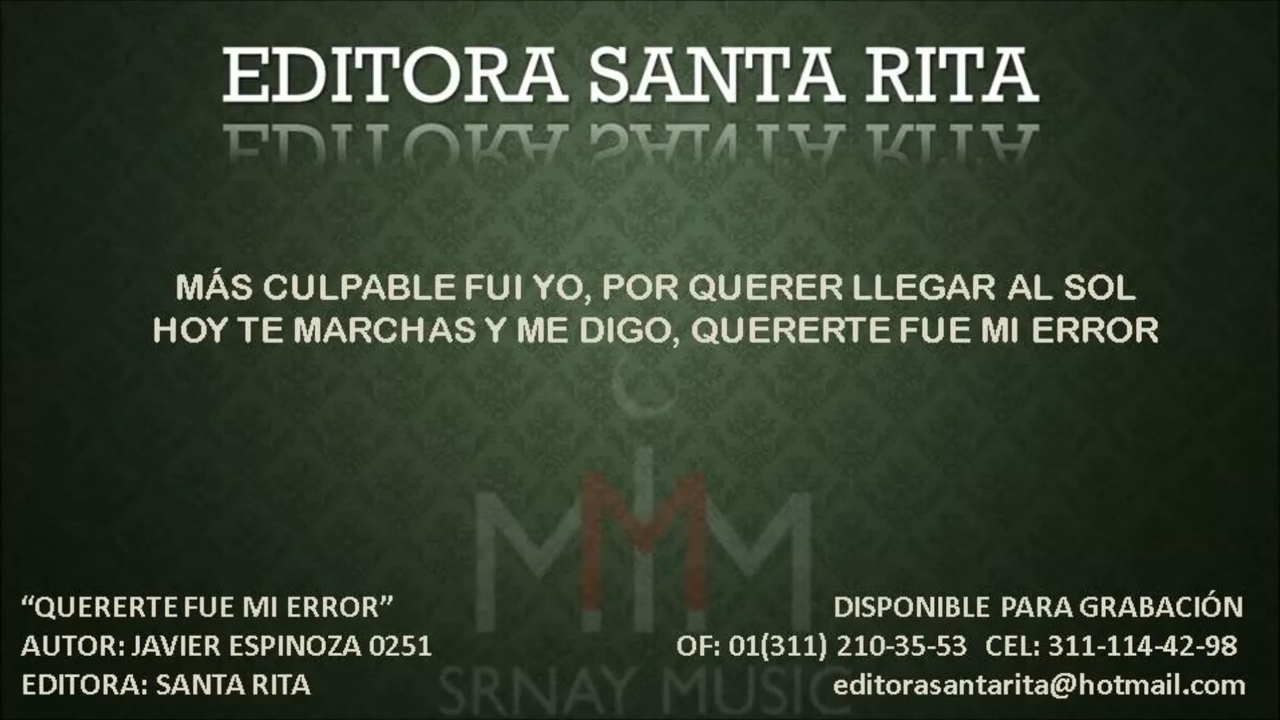 EDITORA SANTA RITA
MÁS CULPABLE FUI YO, POR QUERER LLEGAR AL SOL
HOY TE MARCHAS Y ME DIGO, QUERERTE FUE MI ERROR
MMM
“QUERERTE FUE MI ERROR”
AUTOR: JAVIER ESPINOZA 0251
EDITORA: SANTA RITA
DISPONIBLE PARA GRABACIÓN
OF: 01(311) 210-35-53 CEL: 311-114-42-98
editorasantarita@hotmail.com
SRNAY MUSIC